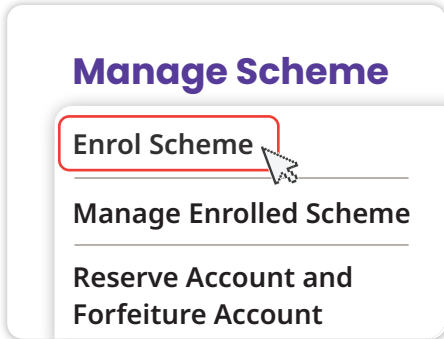 Manage Scheme
Enrol Scheme
Manage Enrolled Scheme
Reserve Account and
Forfeiture Account